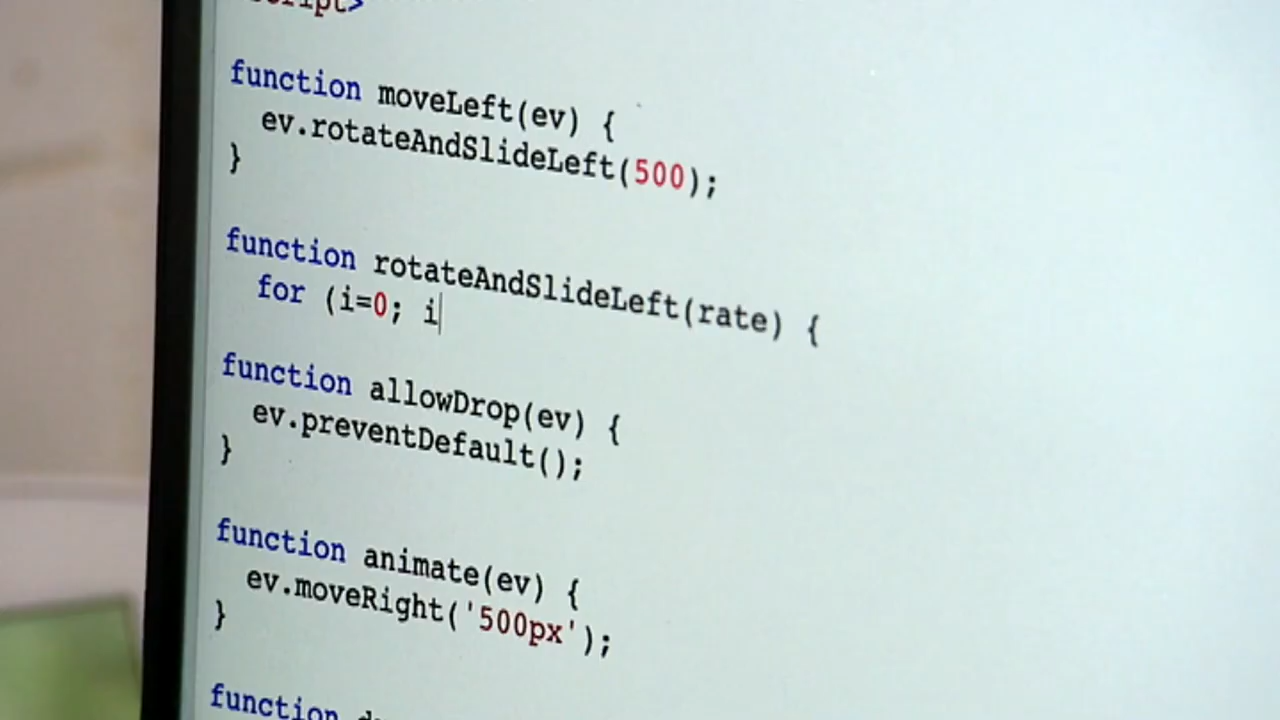 script>
function moveLeft(ev) {
ev.rotateAndSlideLeft(500);
}
function rotateAndSlideLeft(rate) {
for (i=0; i
function allowDrop(ev) {
ev.preventDefault();
}
function animate(ev) {
ev.moveRight('500px');
}
function